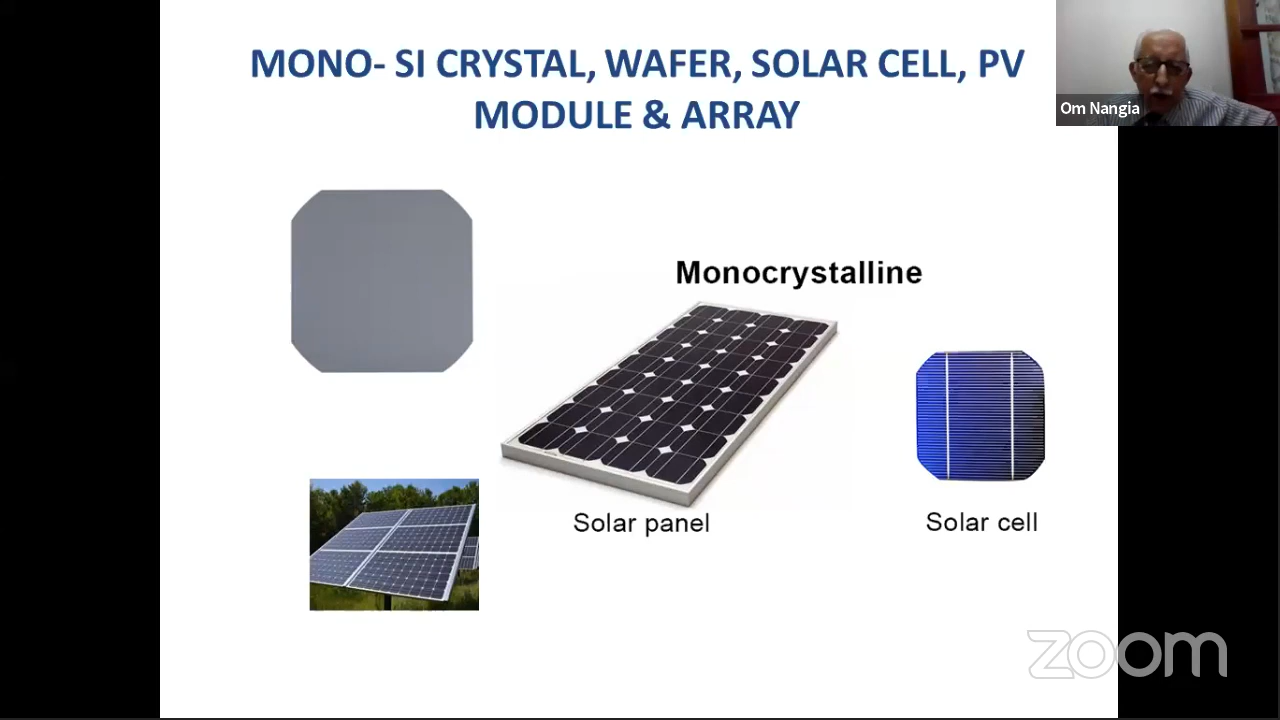 MONO- SI CRYSTAL, WAFER, SOLAR CELL, PV
MODULE & ARRAY
Om Nangia
Monocrystalline
Solar panel
Solar cell
zoom